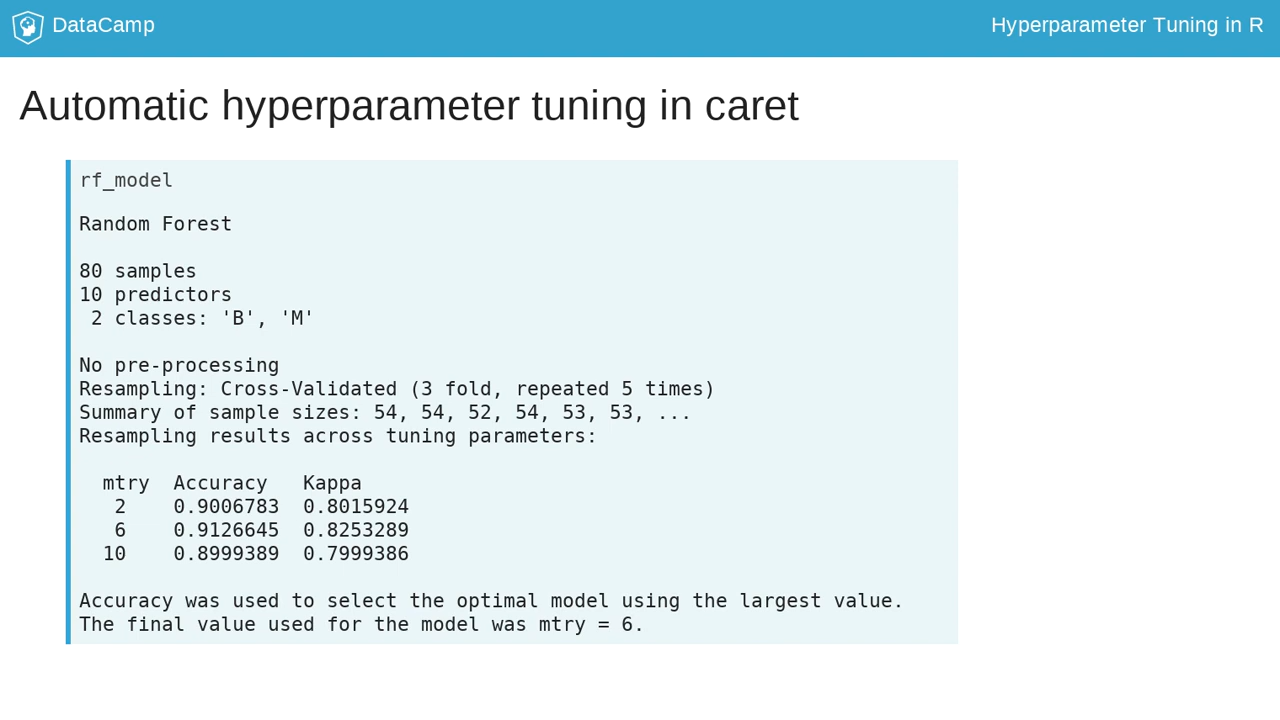 DataCamp
Hyperparameter Tuning in R
Automatic hyperparameter tuning in caret
rf_model
Random Forest
80 samples
10 predictors
2 classes: 'B', 'M'
No pre-processing
Resampling: Cross-Validated (3 fold, repeated 5 times)
Summary of sample sizes: 54, 54, 52, 54, 53, 53, ...
Resampling results across tuning parameters:
mtry  Accuracy   Kappa
2    0.9006783  0.8015924
6    0.9126645  0.8253289
10    0.8999389  0.7999386
Accuracy was used to select the optimal model using the largest value.
The final value used for the model was mtry = 6.